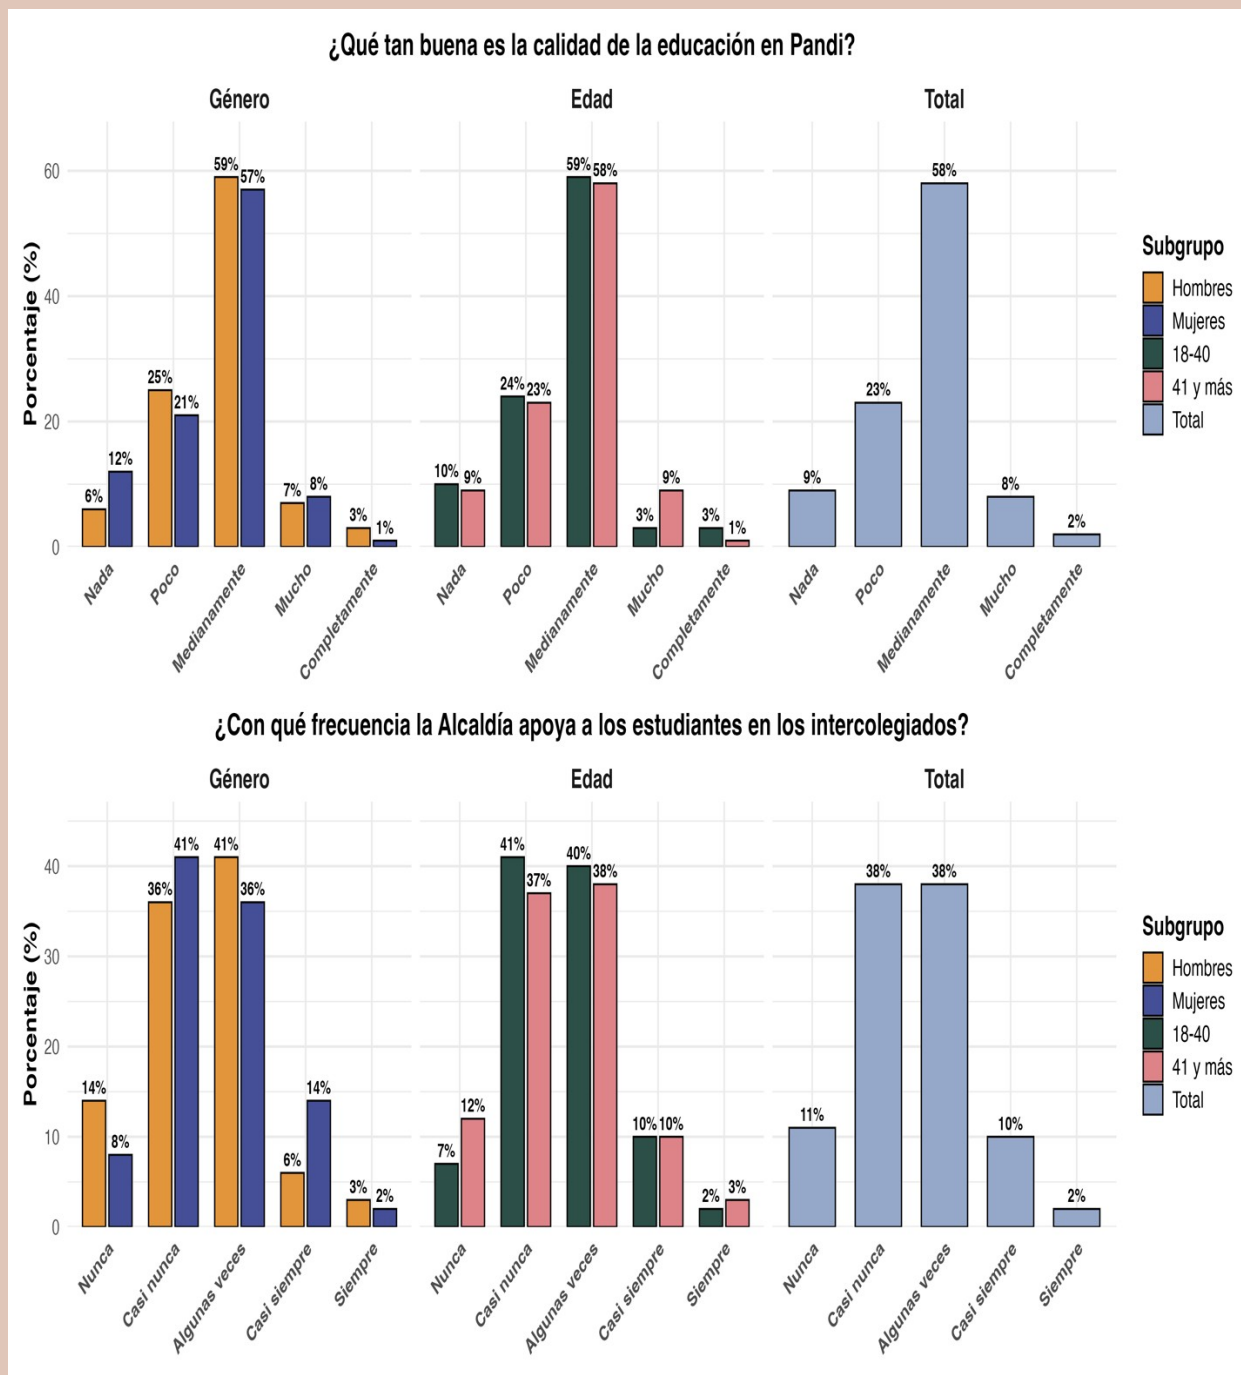 ¿Qué tan buena es la calidad de la educación en Pandi?
Género
Edad
Total
Porcentaje (%)
60
40
20
0
6% 12% 25% 21% 59% 57% 7% 8% 3% 1%
10% 9% 24% 23% 59% 58% 3% 9% 3% 1%
9% 23% 58% 8% 2%
Nada Poco Medianamente Mucho Completamente
Nada Poco Medianamente Mucho Completamente
Nada Poco Medianamente Mucho Completamente
Subgrupo
Hombres
Mujeres
18-40
41 y más
Total
¿Con qué frecuencia la Alcaldía apoya a los estudiantes en los intercolegiados?
Género
Edad
Total
Porcentaje (%)
40
30
20
10
0
14% 8% 36% 41% 41% 36% 6% 14% 3% 2%
7% 12% 41% 37% 40% 38% 10% 10% 2% 3%
11% 38% 38% 10% 2%
Nunca Casi nunca Algunas veces Casi siempre Siempre
Nunca Casi nunca Algunas veces Casi siempre Siempre
Nunca Casi nunca Algunas veces Casi siempre Siempre
Subgrupo
Hombres
Mujeres
18-40
41 y más
Total